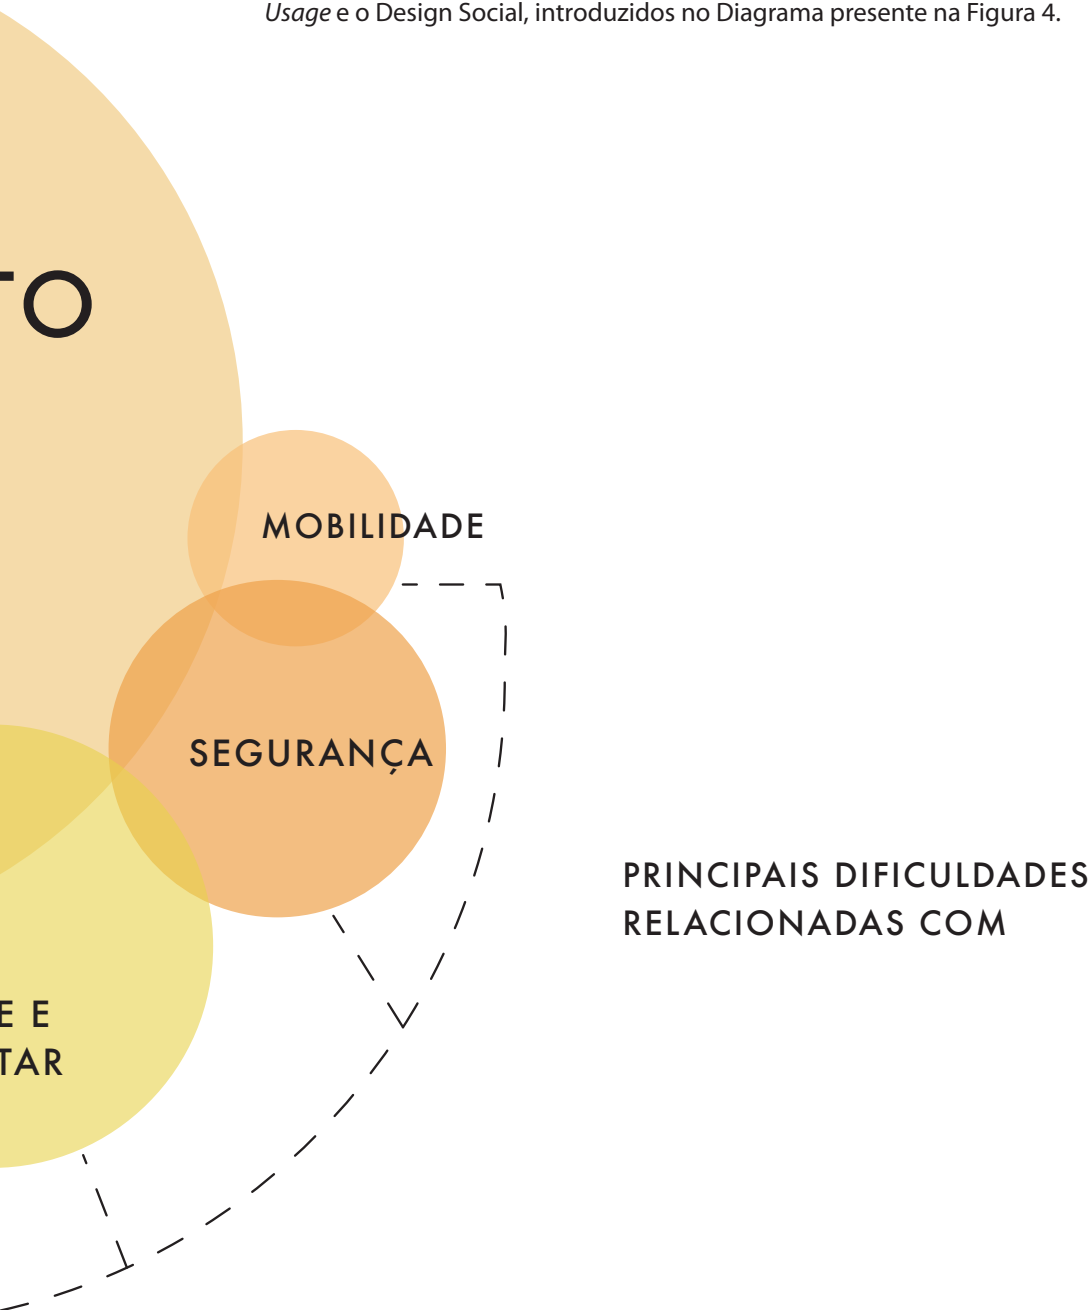 Usage e o Design Social, introduzidos no Diagrama presente na Figura 4.
TO
MOBILIDADE
SEGURANÇA
PRINCIPAIS DIFICULDADES
RELACIONADAS COM
E E
TAR